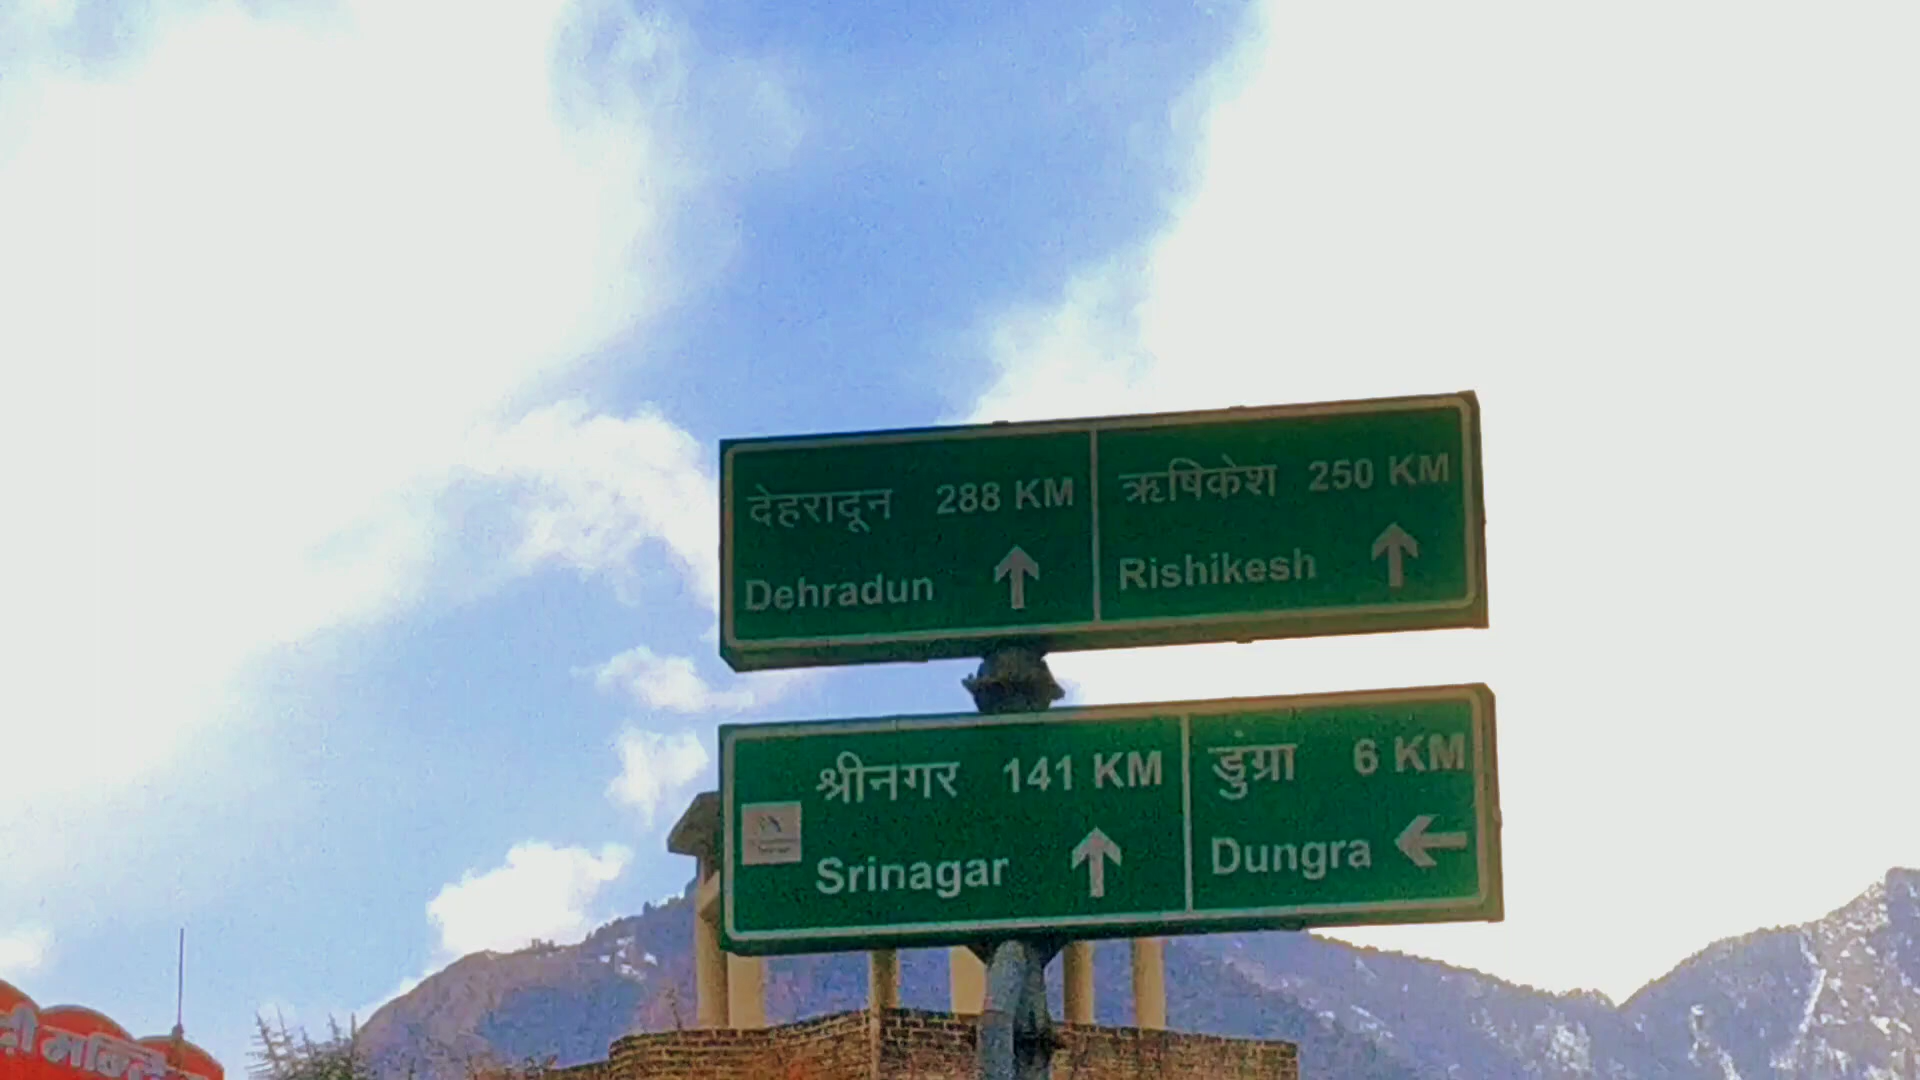 देहरादून 288 KM
Dehradun
ऋषिकेश 250 KM
Rishikesh
श्रीनगर 141 KM
Srinagar
डुंग्रा 6 KM
Dungra